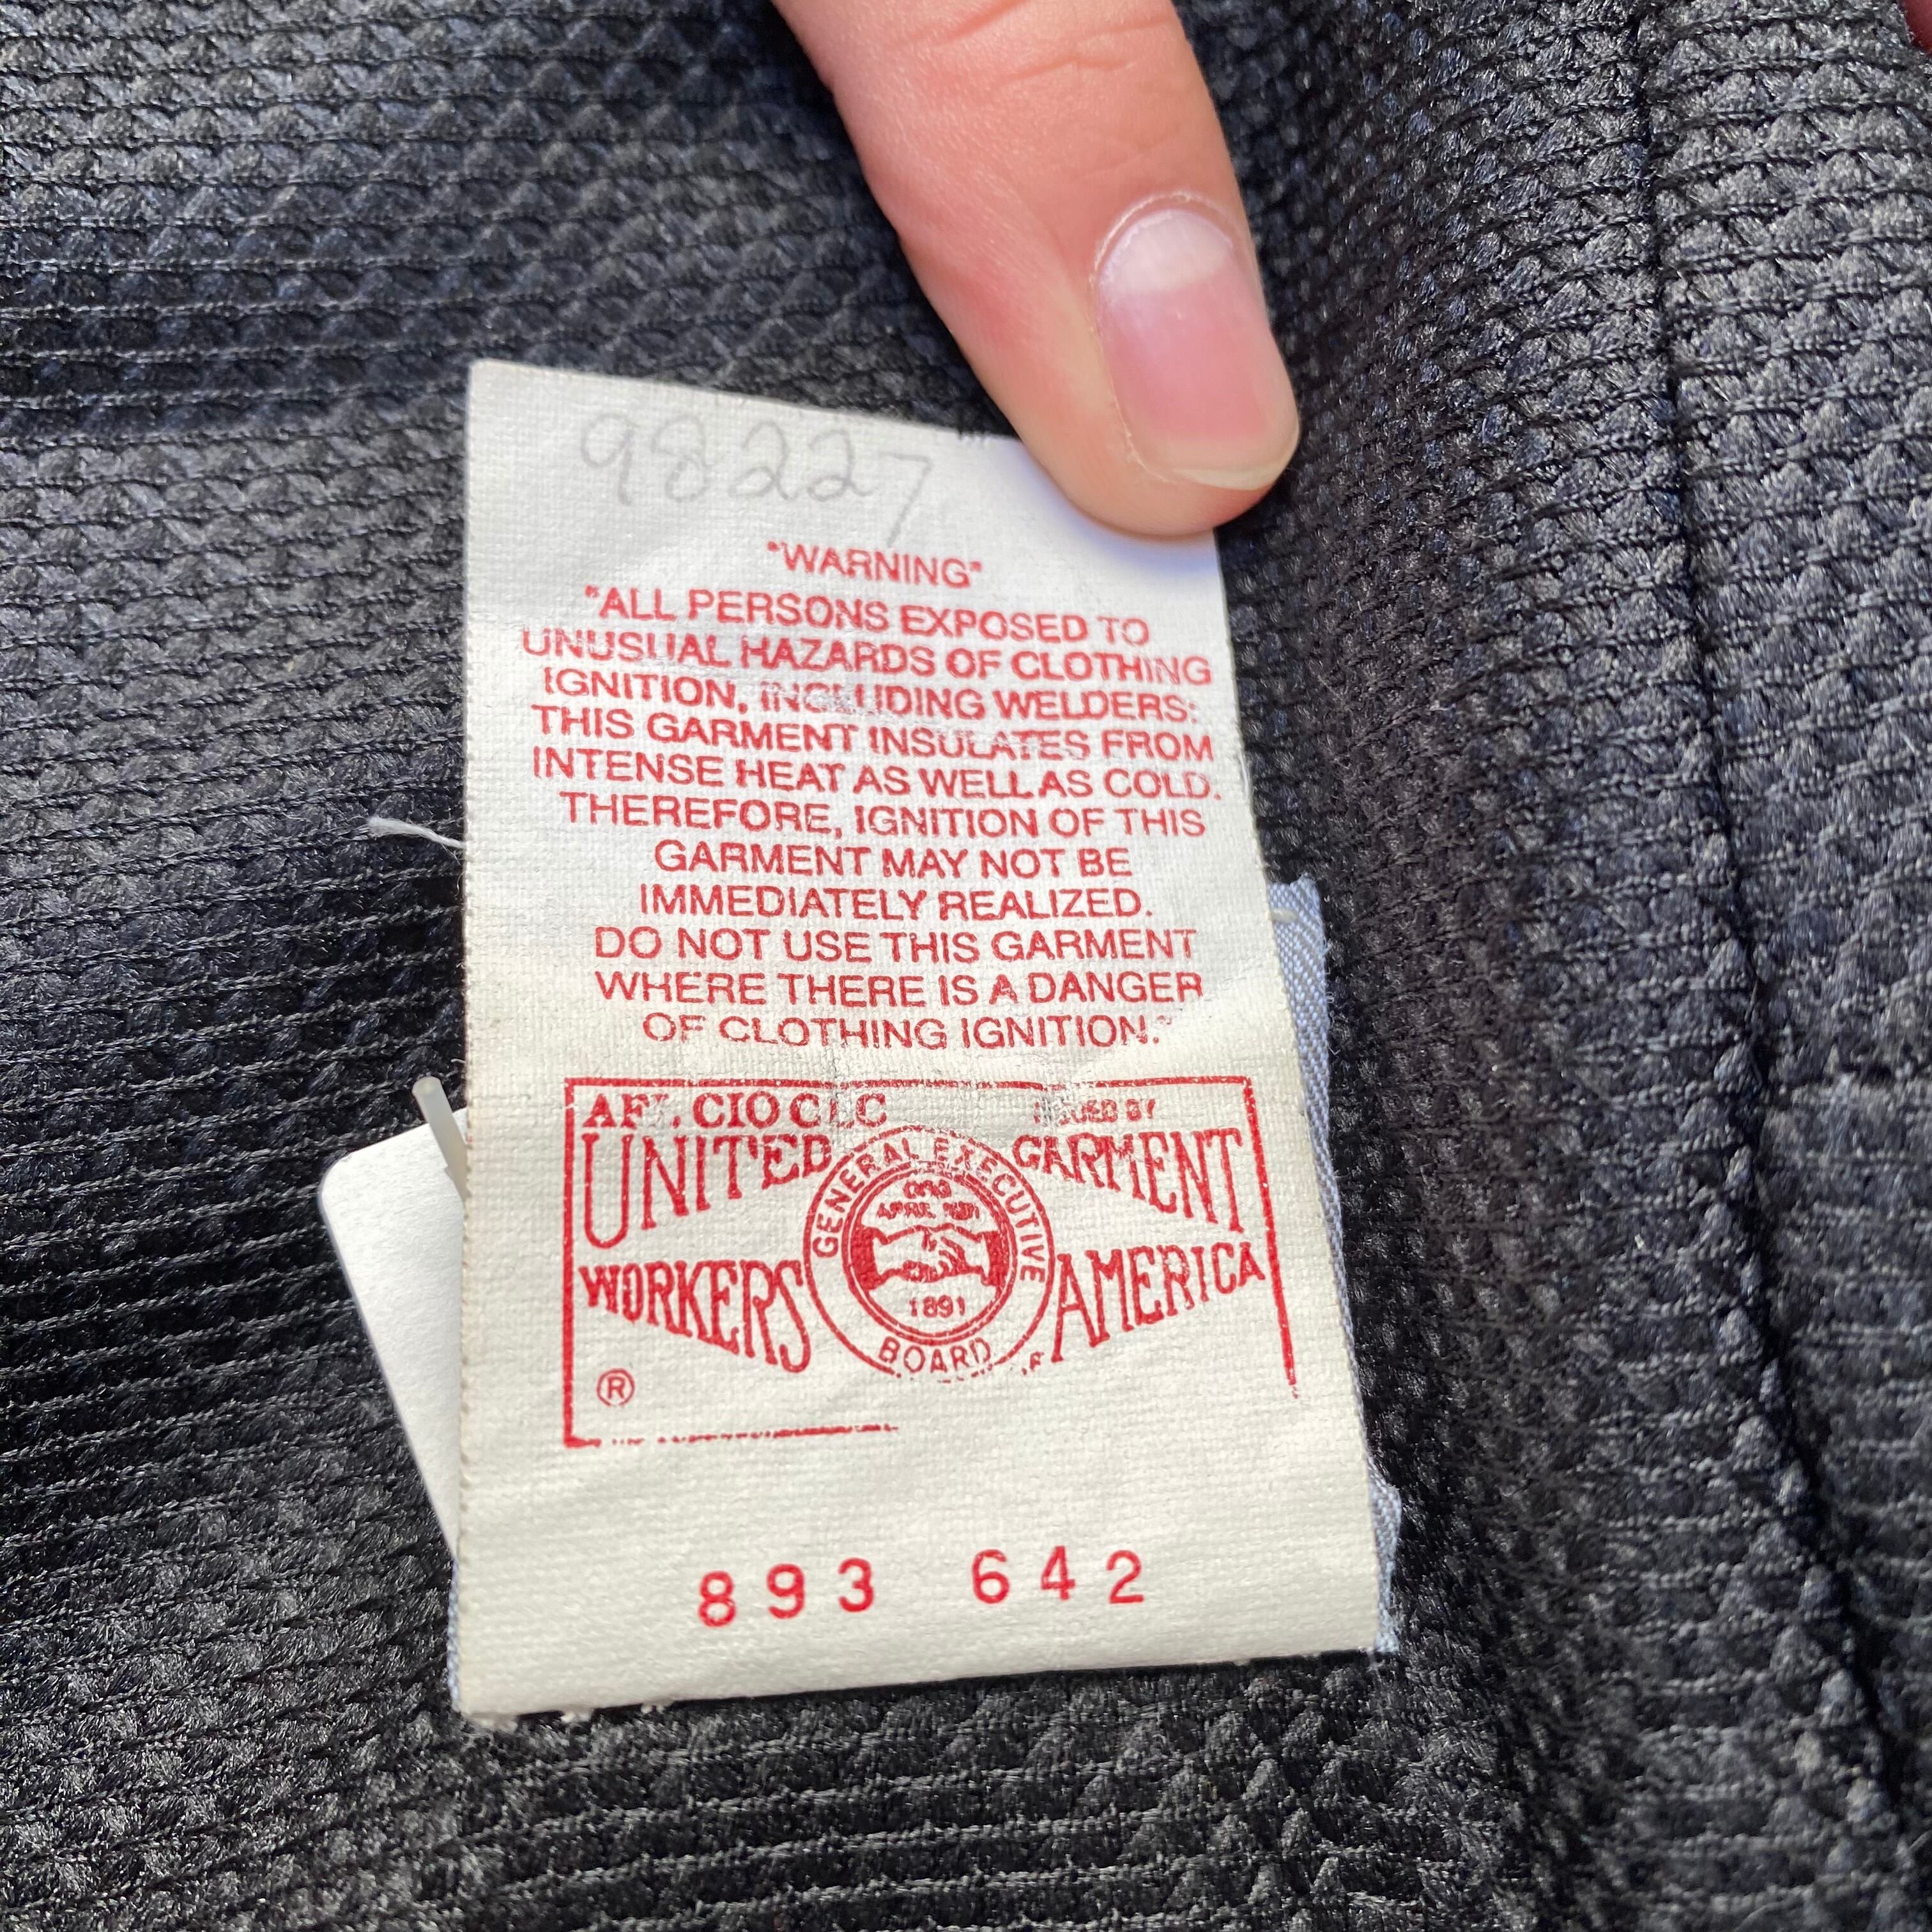 98227
"WARNING"
"ALL PERSONS EXPOSED TO
UNUSUAL HAZARDS OF CLOTHING
IGNITION, INCLUDING WELDERS:
THIS GARMENT INSULATES FROM
INTENSE HEAT AS WELL AS COLD.
THEREFORE, IGNITION OF THIS
GARMENT MAY NOT BE
IMMEDIATELY REALIZED.
DO NOT USE THIS GARMENT
WHERE THERE IS A DANGER
OF CLOTHING IGNITION."
AFL CIO CLC
ISSUED BY
UNITED GARMENT
WORKERS AMERICA
GENERAL EXECUTIVE
BOARD
ORG
APRIL
1891
®
893 642